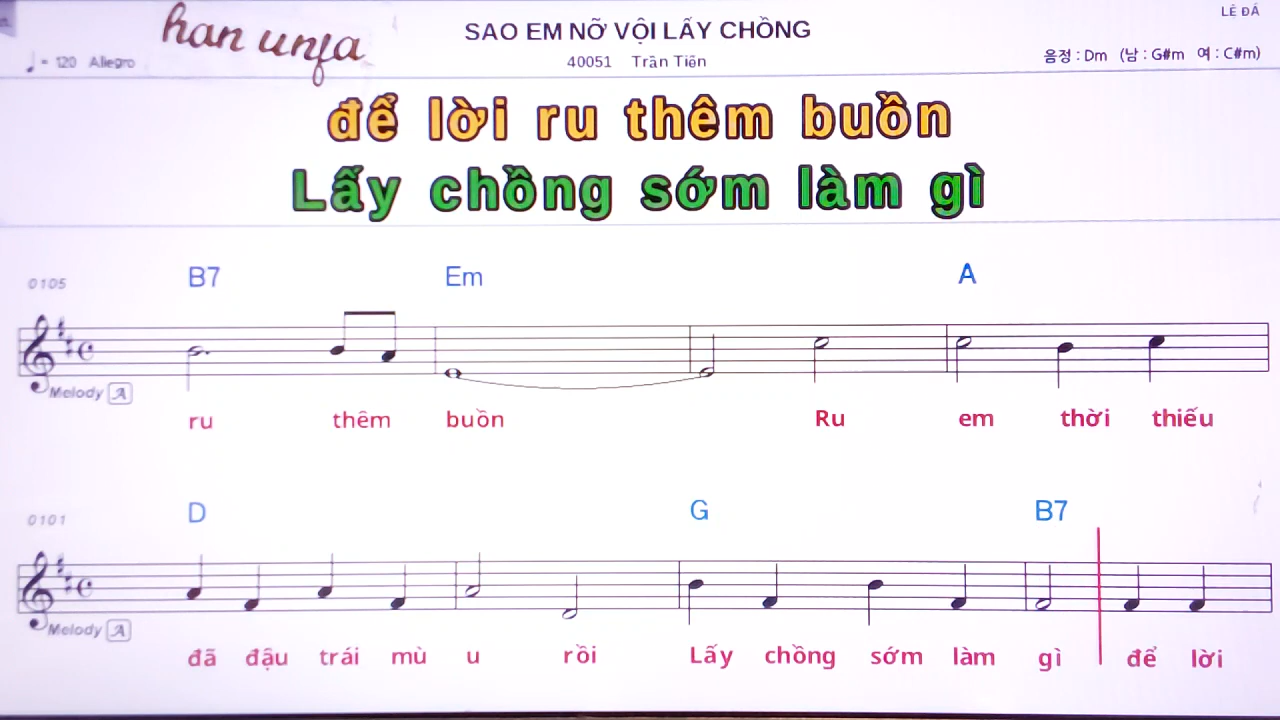 LÊ ĐÁ
han unfa
SAO EM NỠ VỘI LẤY CHỒNG
♩ = 120 Allegro
40051 Trần Tiến
음정 : Dm (남 : G#m 여 : C#m)
để lời ru thêm buồn
Lấy chồng sớm làm gì
0105 B7 Em A
Melody A
ru thêm buồn Ru em thời thiếu
0101 D G B7
Melody A
đã đậu trái mù u rồi Lấy chồng sớm làm gì để lời